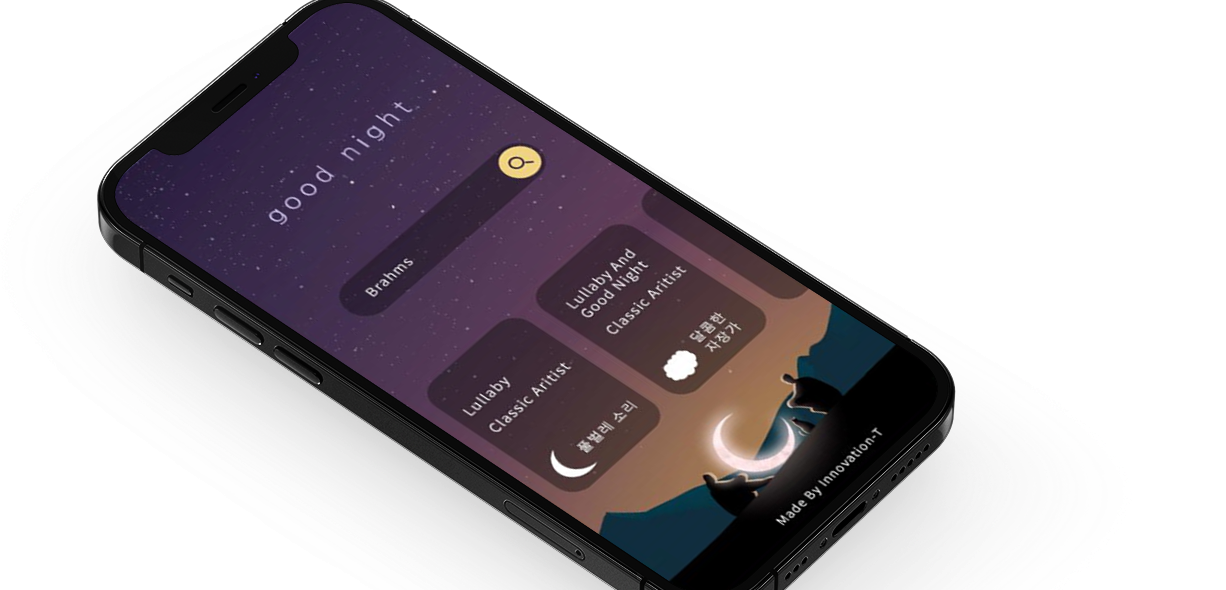 good night
Brahms
Lullaby
Classic Aritist
풀벌레 소리
Lullaby And
Good Night
Classic Aritist
달콤한
자장가
Made By Innovation-T